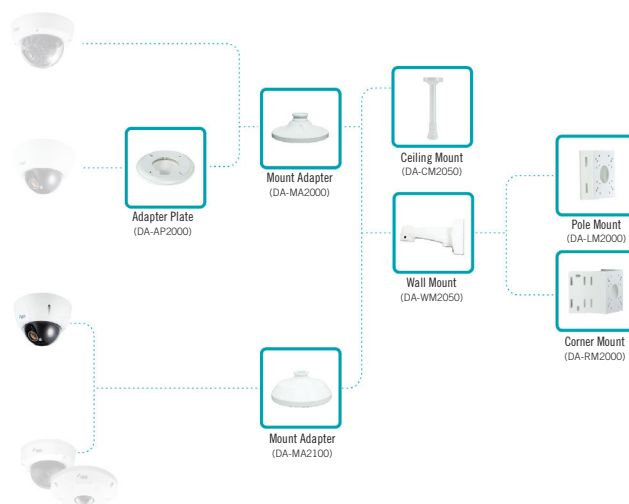 Adapter Plate
(DA-AP2000)
Mount Adapter
(DA-MA2000)
Ceiling Mount
(DA-CM2050)
Wall Mount
(DA-WM2050)
Pole Mount
(DA-LM2000)
Corner Mount
(DA-RM2000)
Mount Adapter
(DA-MA2100)